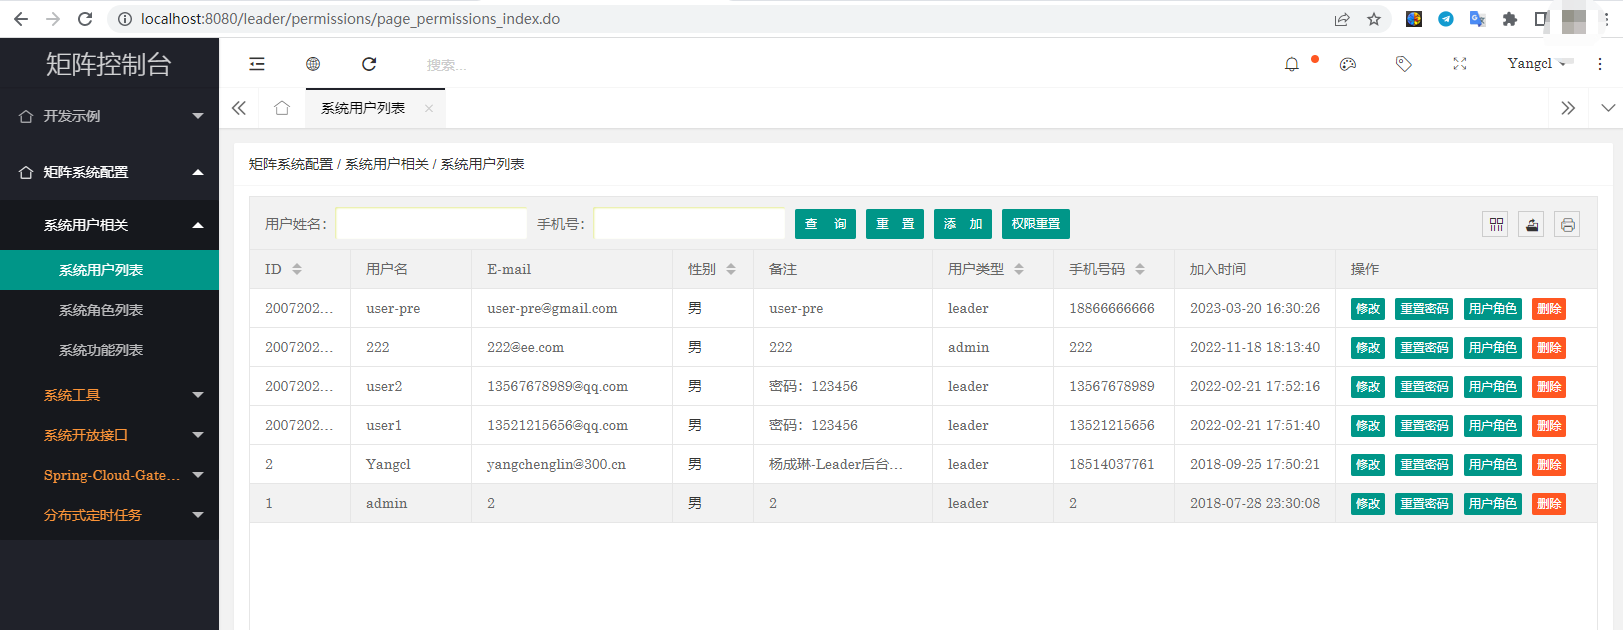 localhost:8080/leader/permissions/page_permissions_index.do
矩阵控制台
搜索...
Yangcl
开发示例
系统用户列表
矩阵系统配置
矩阵系统配置 / 系统用户相关 / 系统用户列表
系统用户相关
用户姓名: 手机号: 查 询 重 置 添 加 权限重置
系统用户列表
系统角色列表
系统功能列表
系统工具
系统开放接口
Spring-Cloud-Gate...
分布式定时任务
ID 用户名 E-mail 性别 备注 用户类型 手机号码 加入时间 操作
2007202... user-pre user-pre@gmail.com 男 user-pre leader 18866666666 2023-03-20 16:30:26 修改 重置密码 用户角色 删除
2007202... 222 222@ee.com 男 222 admin 222 2022-11-18 18:13:40 修改 重置密码 用户角色 删除
2007202... user2 13567678989@qq.com 男 密码：123456 leader 13567678989 2022-02-21 17:52:16 修改 重置密码 用户角色 删除
2007202... user1 13521215656@qq.com 男 密码：123456 leader 13521215656 2022-02-21 17:51:40 修改 重置密码 用户角色 删除
2 Yangcl yangchenglin@300.cn 男 杨成琳-Leader后台... leader 18514037761 2018-09-25 17:50:21 修改 重置密码 用户角色 删除
1 admin 2 男 2 leader 2 2018-07-28 23:30:08 修改 重置密码 用户角色 删除